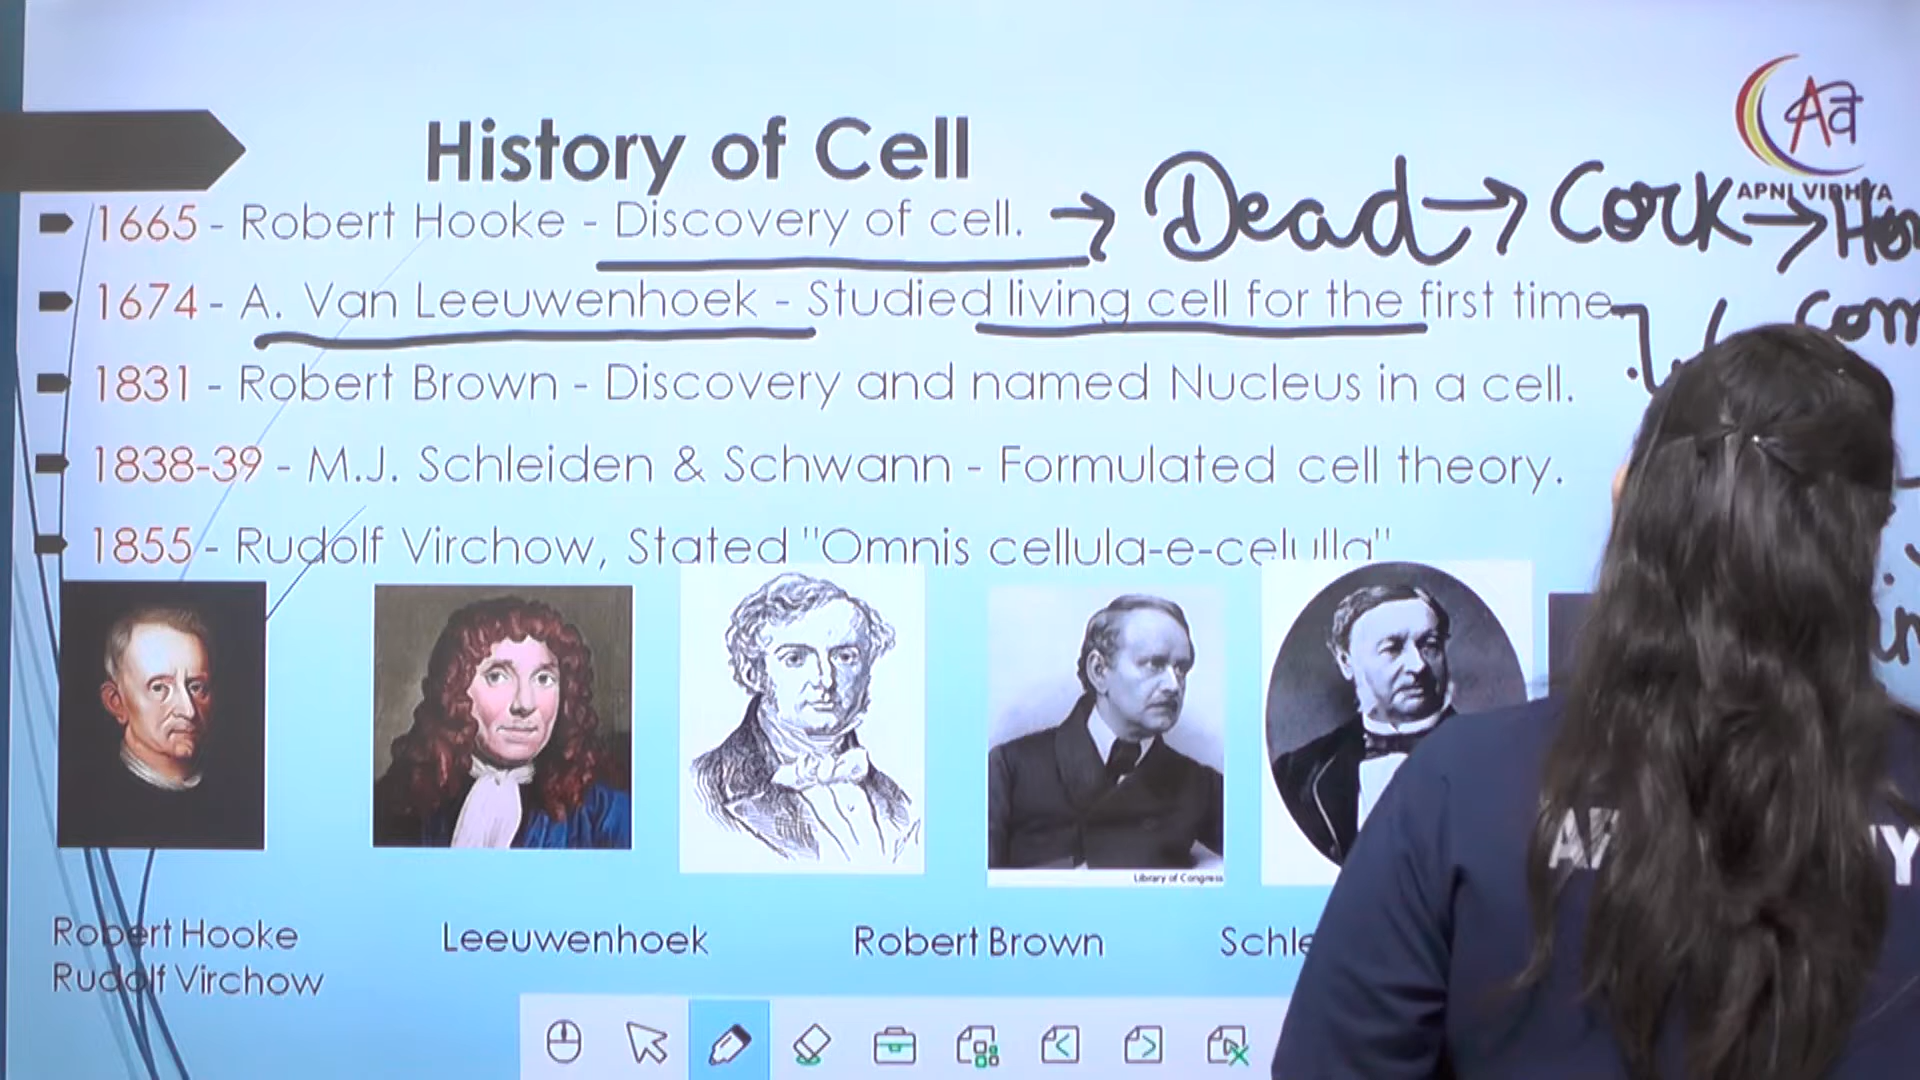 History of Cell
1665 - Robert Hooke - Discovery of cell. → Dead → Cork →
APNI VIDHYA
1674 - A. Van Leeuwenhoek - Studied living cell for the first time
1831 - Robert Brown - Discovery and named Nucleus in a cell.
1838-39 - M.J. Schleiden & Schwann - Formulated cell theory.
1855 - Rudolf Virchow, Stated "Omnis cellula-e-celulla"
Library of Congress
Robert Hooke
Rudolf Virchow
Leeuwenhoek
Robert Brown